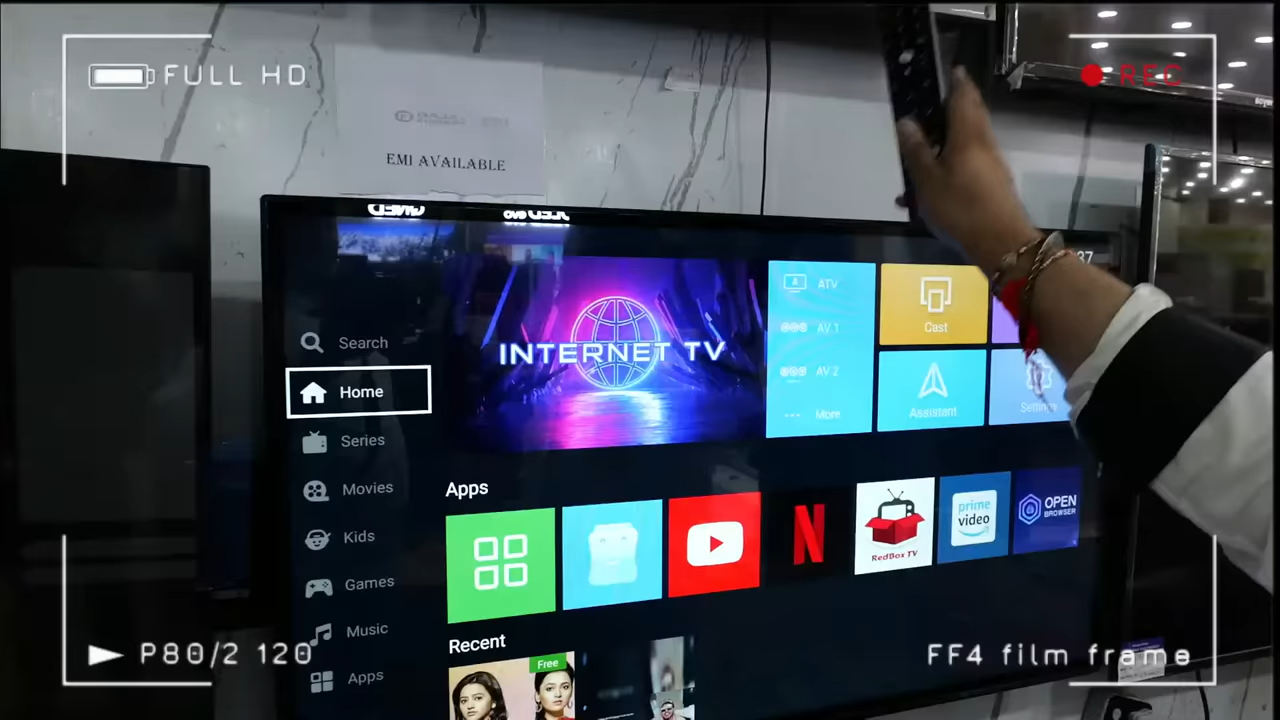 FULL HD
REC
EMI AVAILABLE
37
Search
Home
Series
Movies
Kids
Games
Music
Apps
INTERNET TV
ATV
AV 1
AV 2
More
Cast
Assistant
Settings
Apps
N
RedBox TV
prime
video
OPEN
BROWSER
Recent
Free
P80/2 120
FF4 film frame